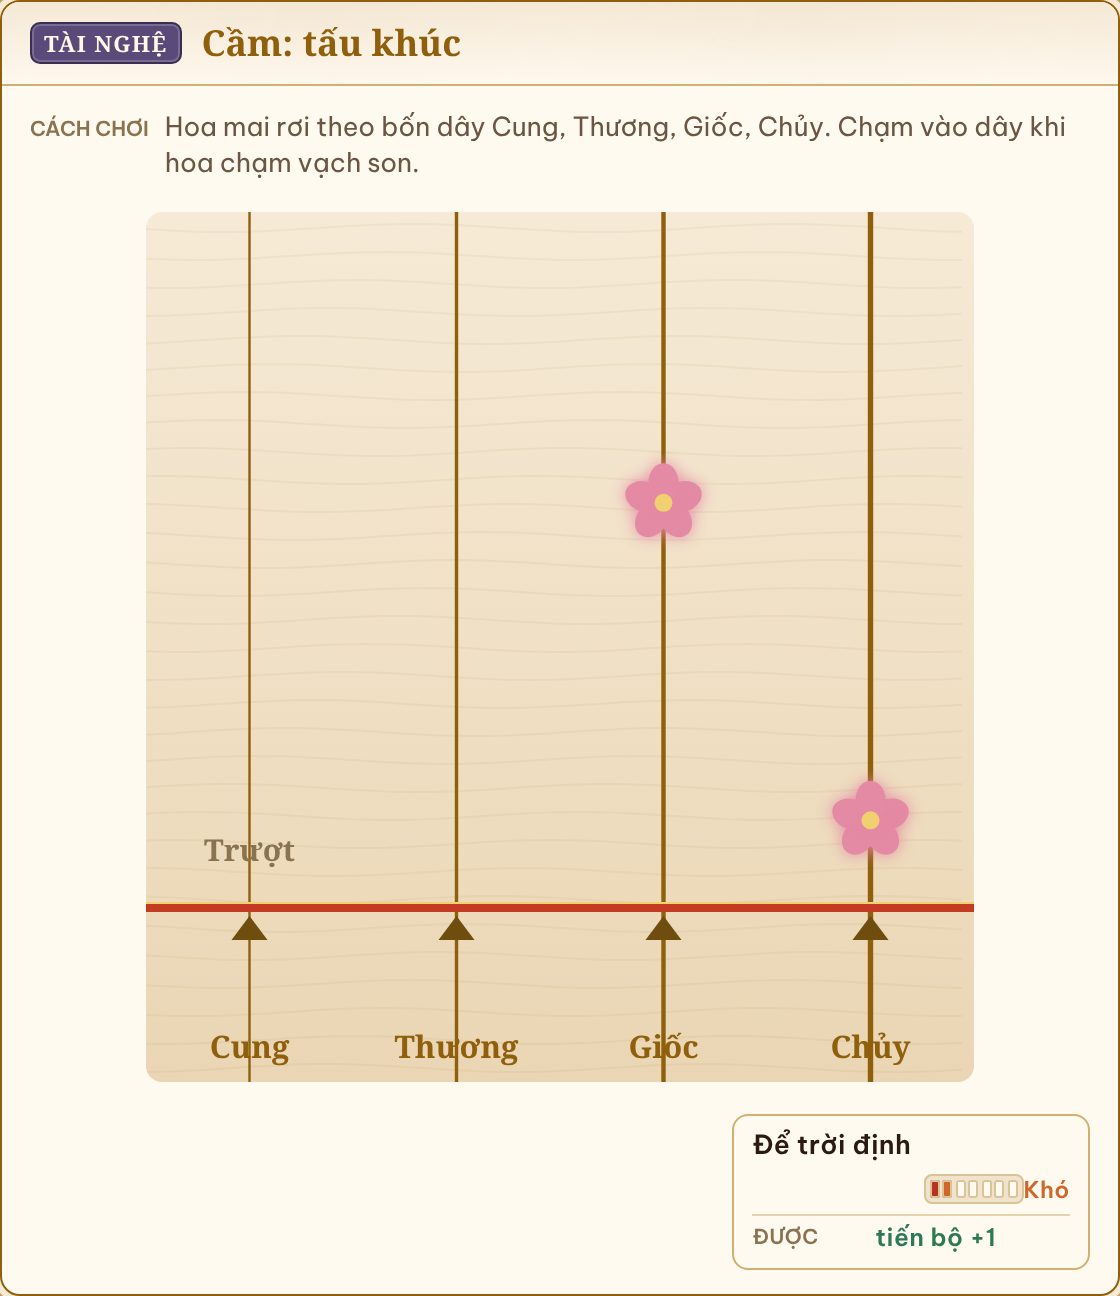 TÀI NGHỆ
Cầm: tấu khúc
CÁCH CHƠI
Hoa mai rơi theo bốn dây Cung, Thương, Giốc, Chủy. Chạm vào dây khi
hoa chạm vạch son.
Trượt
Cung
Thương
Giốc
Chủy
Để trời định
Khó
ĐƯỢC
tiến bộ +1